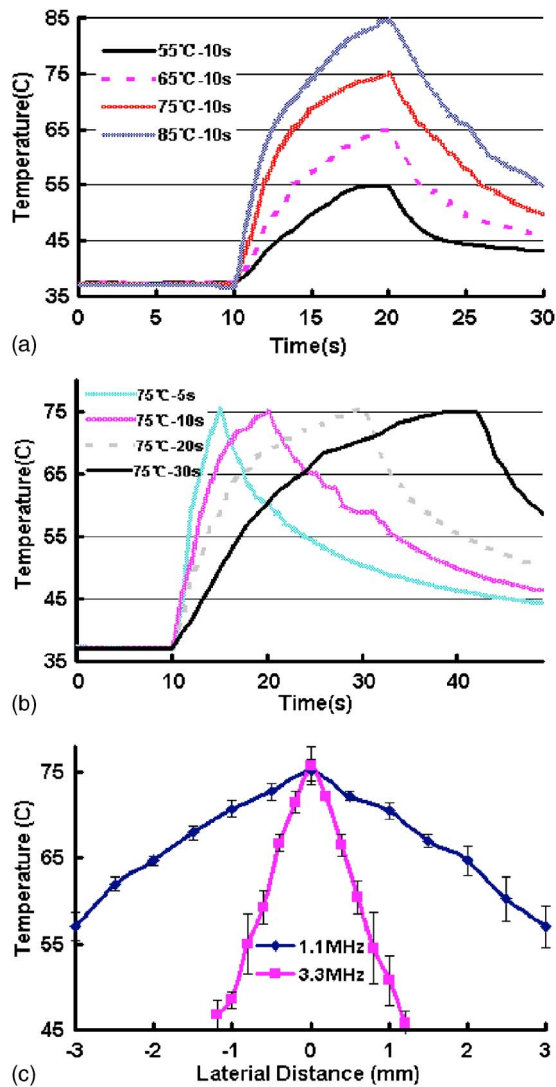 85
55℃-10s
75
65℃-10s
75℃-10s
65
85℃-10s
55
45
35
Temperature(C)
0 5 10 15 20 25 30
(a)
Time(s)
75
75℃-5s
75℃-10s
65
75℃-20s
75℃-30s
55
45
35
Temperature(C)
0 10 20 30 40
(b)
Time(s)
75
65
55
45
Temperature (C)
1.1MHz
3.3MHz
-3 -2 -1 0 1 2 3
(c)
Laterial Distance (mm)